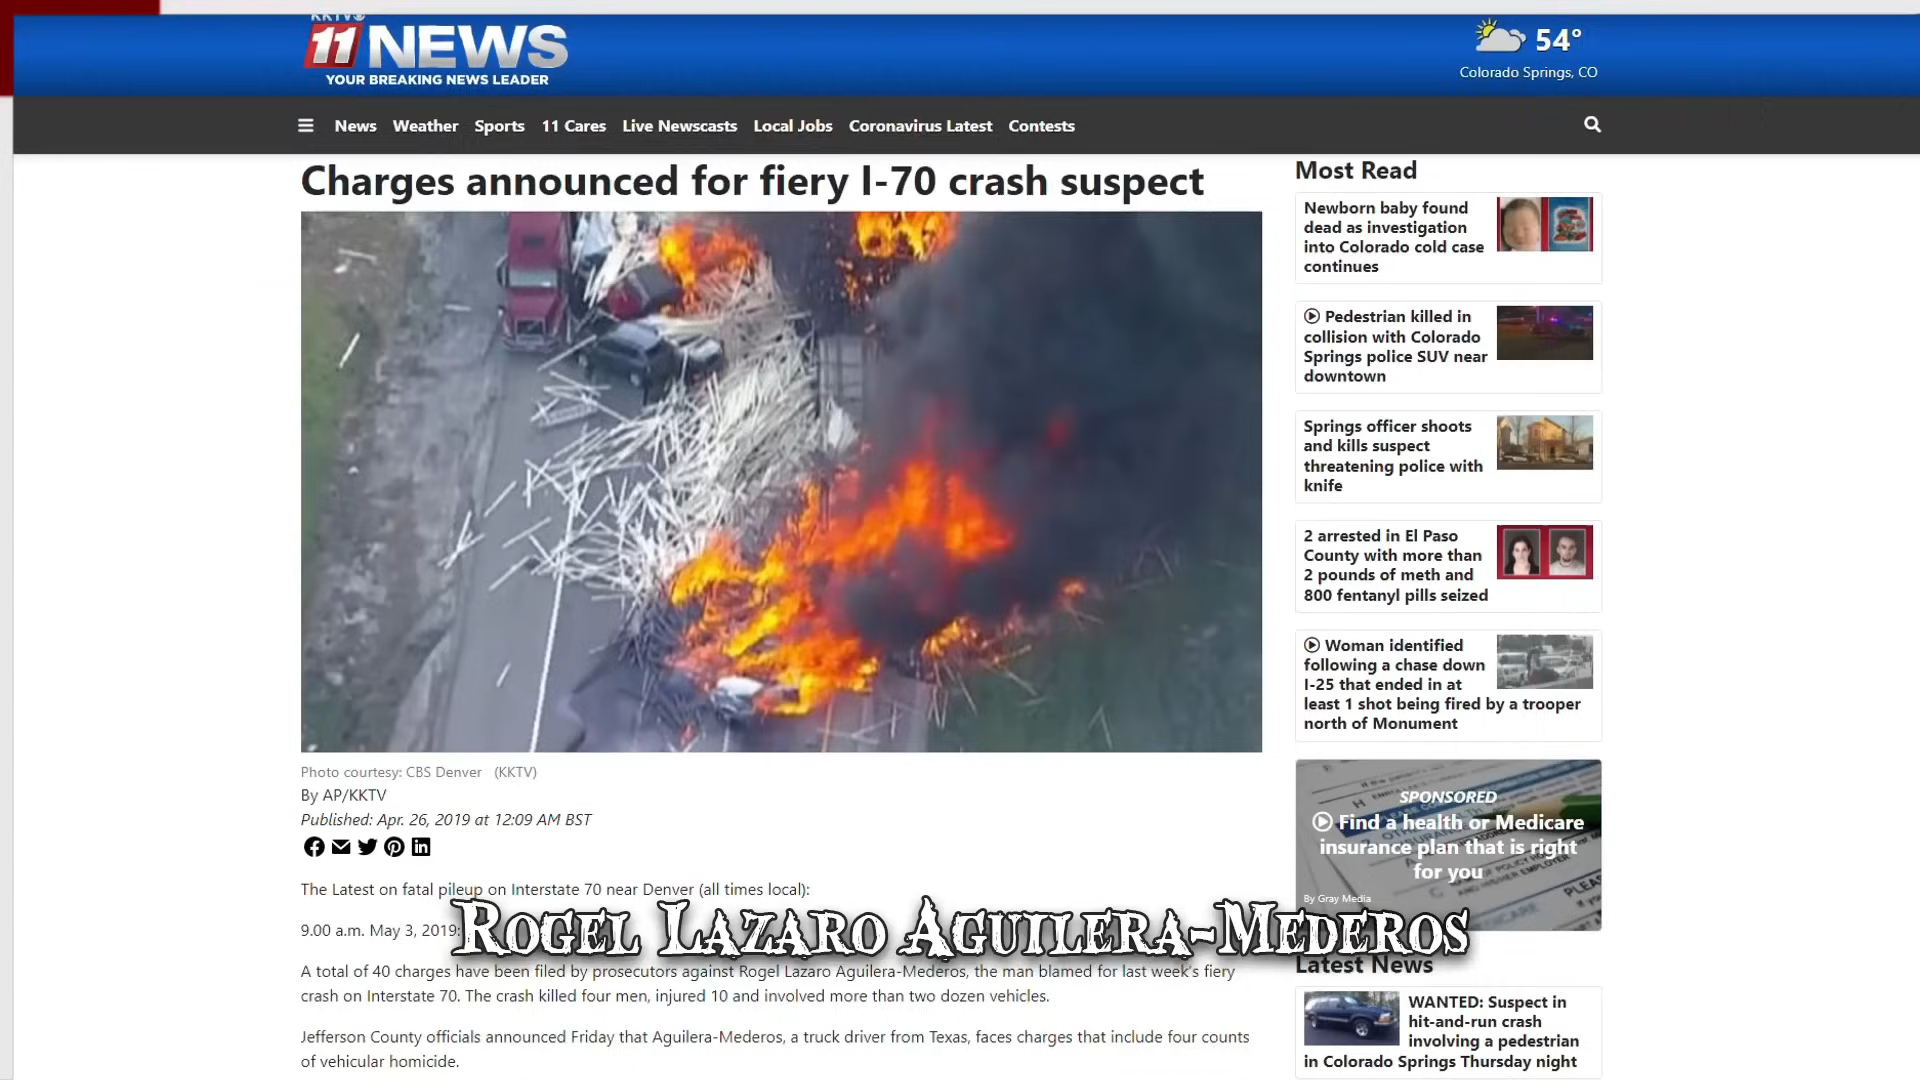 KKTV
11 NEWS
YOUR BREAKING NEWS LEADER
54°
Colorado Springs, CO
News Weather Sports 11 Cares Live Newscasts Local Jobs Coronavirus Latest Contests
Charges announced for fiery I-70 crash suspect
Photo courtesy: CBS Denver (KKTV)
By AP/KKTV
Published: Apr. 26, 2019 at 12:09 AM BST
The Latest on fatal pileup on Interstate 70 near Denver (all times local):
9.00 a.m. May 3, 2019:
Rogel Lazaro Aguilera-Mederos
A total of 40 charges have been filed by prosecutors against Rogel Lazaro Aguilera-Mederos, the man blamed for last week's fiery
crash on Interstate 70. The crash killed four men, injured 10 and involved more than two dozen vehicles.
Jefferson County officials announced Friday that Aguilera-Mederos, a truck driver from Texas, faces charges that include four counts
of vehicular homicide.
Most Read
Newborn baby found
dead as investigation
into Colorado cold case
continues
Pedestrian killed in
collision with Colorado
Springs police SUV near
downtown
Springs officer shoots
and kills suspect
threatening police with
knife
2 arrested in El Paso
County with more than
2 pounds of meth and
800 fentanyl pills seized
Woman identified
following a chase down
I-25 that ended in at
least 1 shot being fired by a trooper
north of Monument
SPONSORED
Find a health or Medicare
insurance plan that is right
for you
By Gray Media
Latest News
WANTED: Suspect in
hit-and-run crash
involving a pedestrian
in Colorado Springs Thursday night